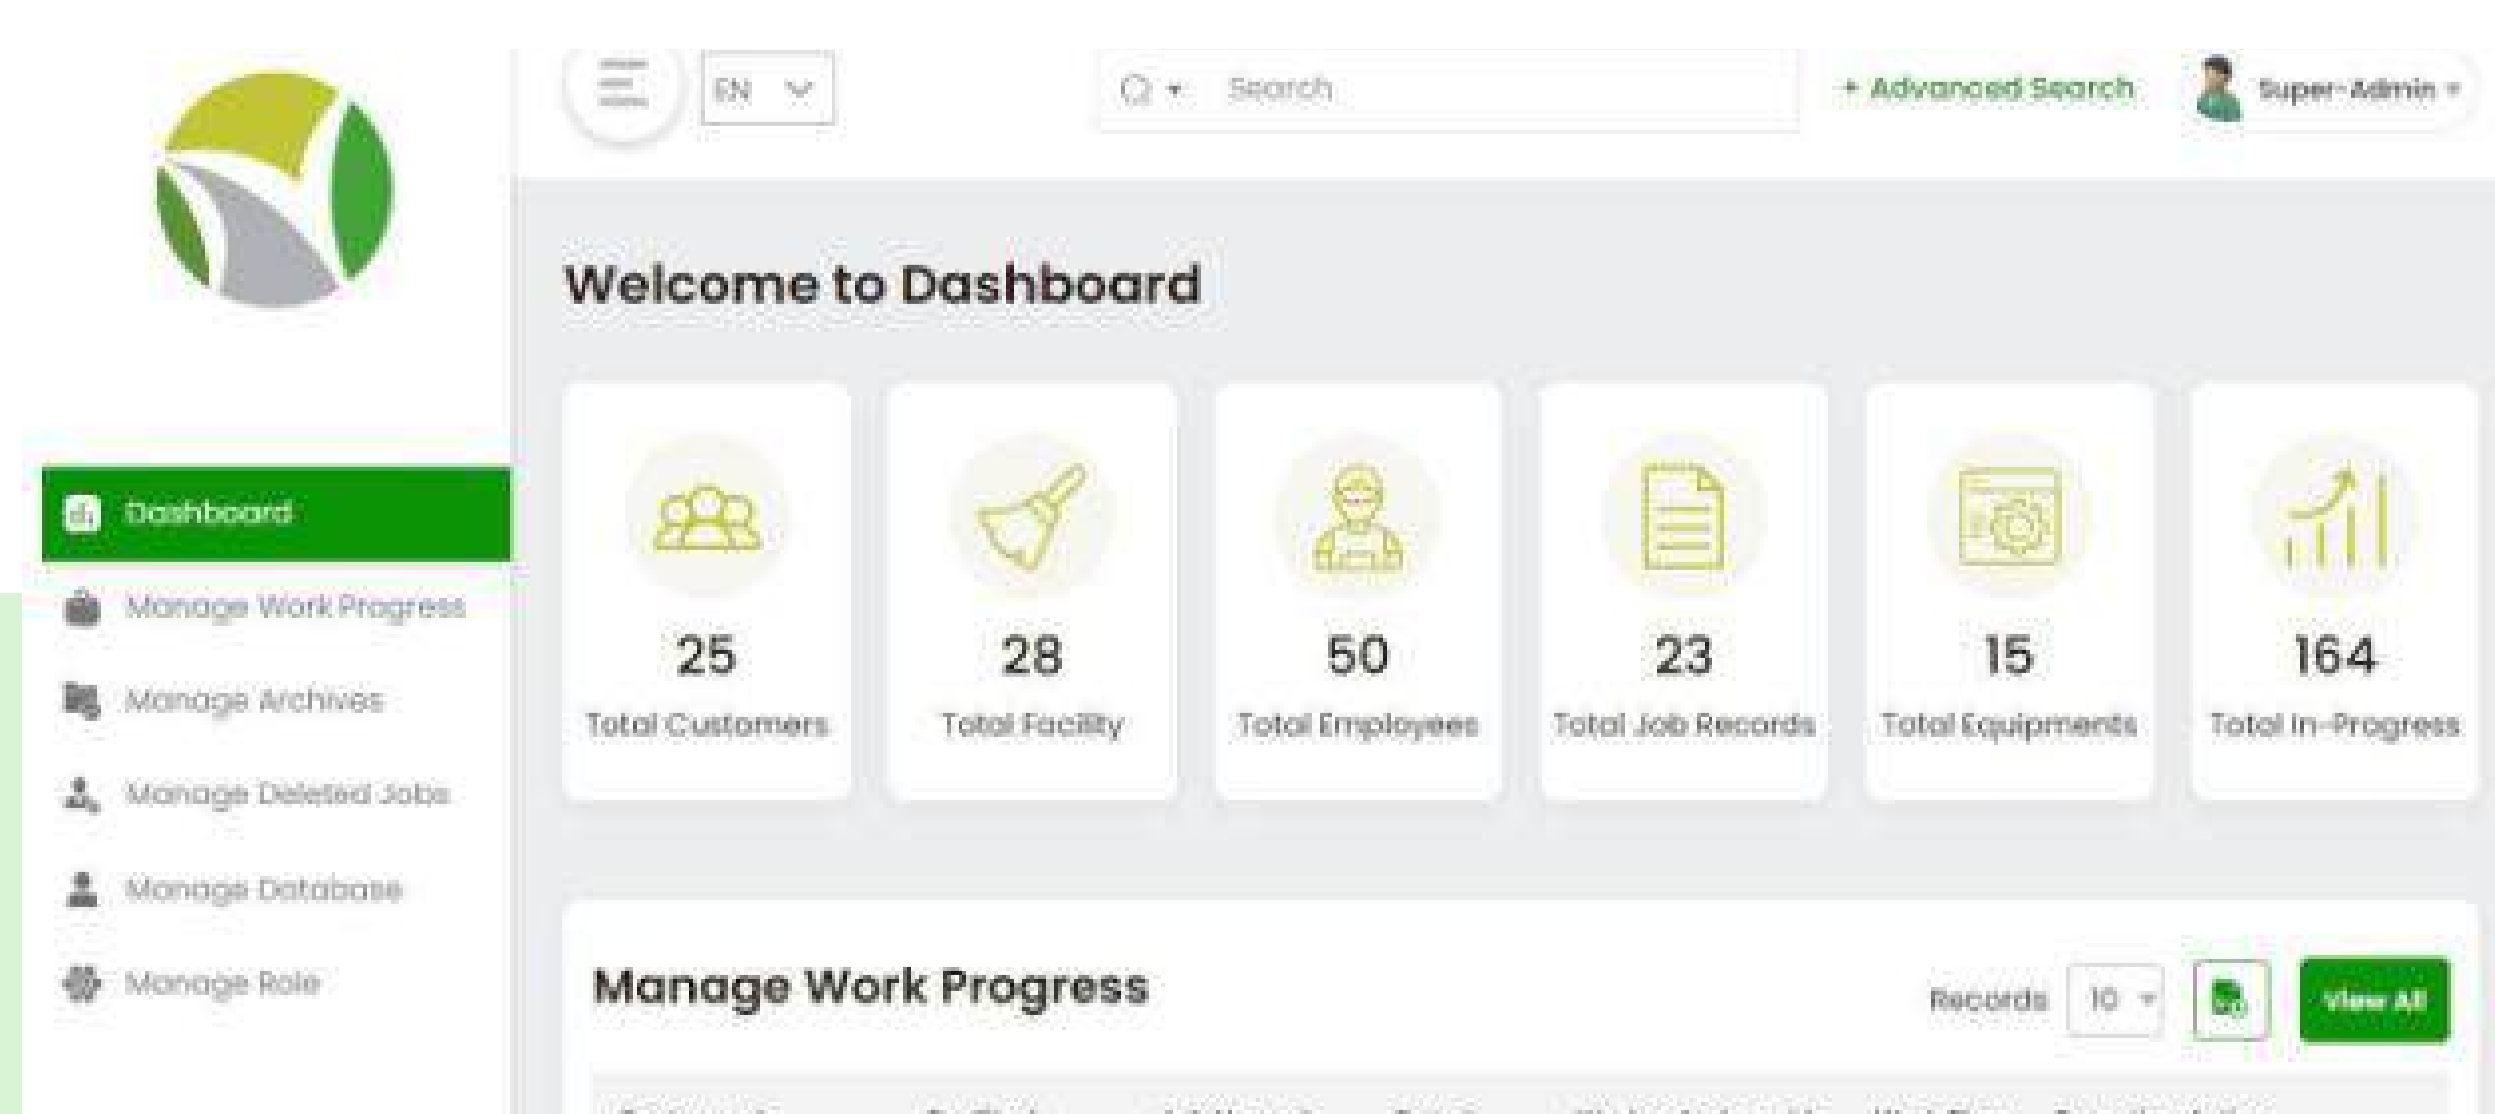 EN
Search
+ Advanced Search
Super-Admin
Welcome to Dashboard
Dashboard
Manage Work Progress
Manage Archives
Manage Deleted Jobs
Manage Database
Manage Role
25
Total Customers
28
Total Facility
50
Total Employees
23
Total Job Records
15
Total Equipments
164
Total In-Progress
Manage Work Progress
Records 10
View All